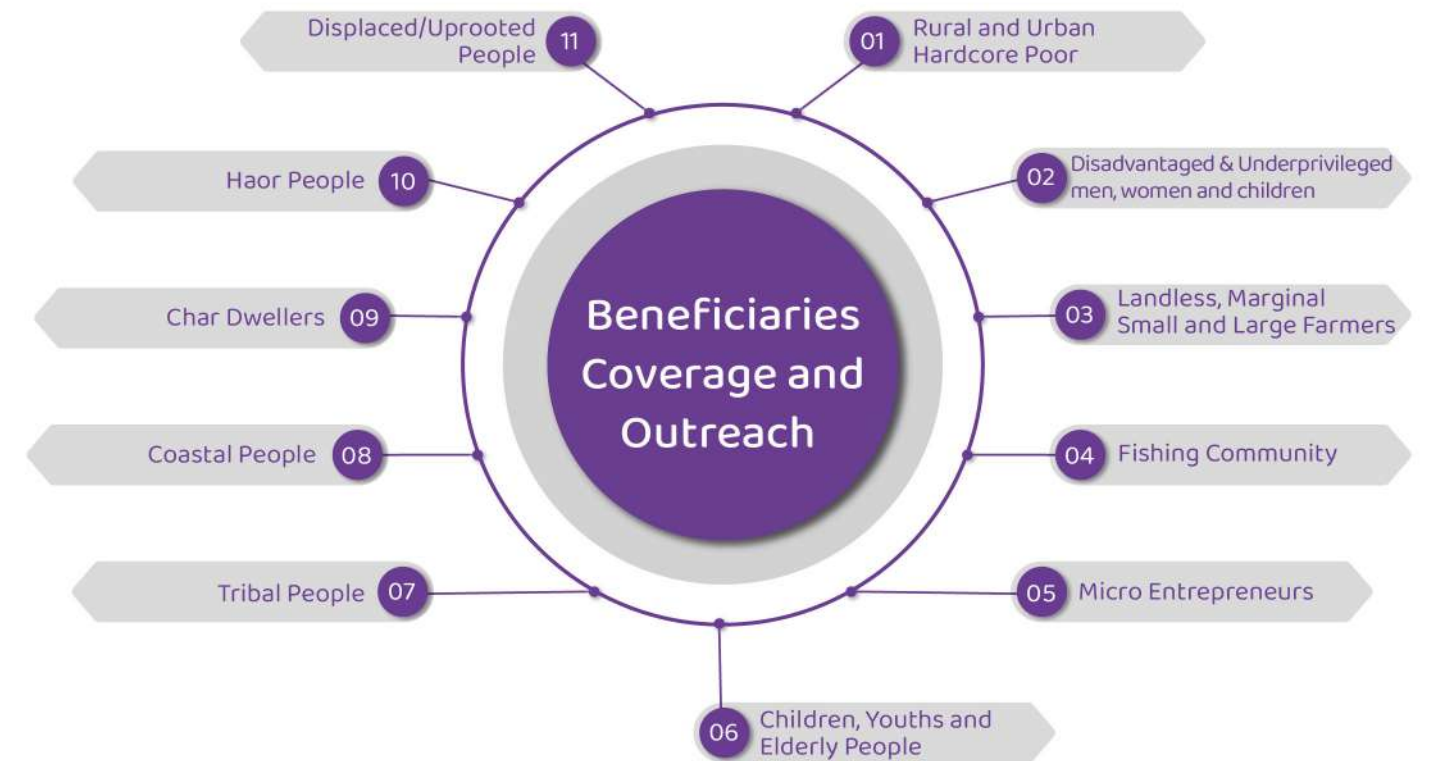 Beneficiaries
Coverage and
Outreach
01
Rural and Urban
Hardcore Poor
02
Disadvantaged & Underprivileged
men, women and children
03
Landless, Marginal
Small and Large Farmers
04
Fishing Community
05
Micro Entrepreneurs
06
Children, Youths and
Elderly People
07
Tribal People
08
Coastal People
09
Char Dwellers
10
Haor People
11
Displaced/Uprooted
People